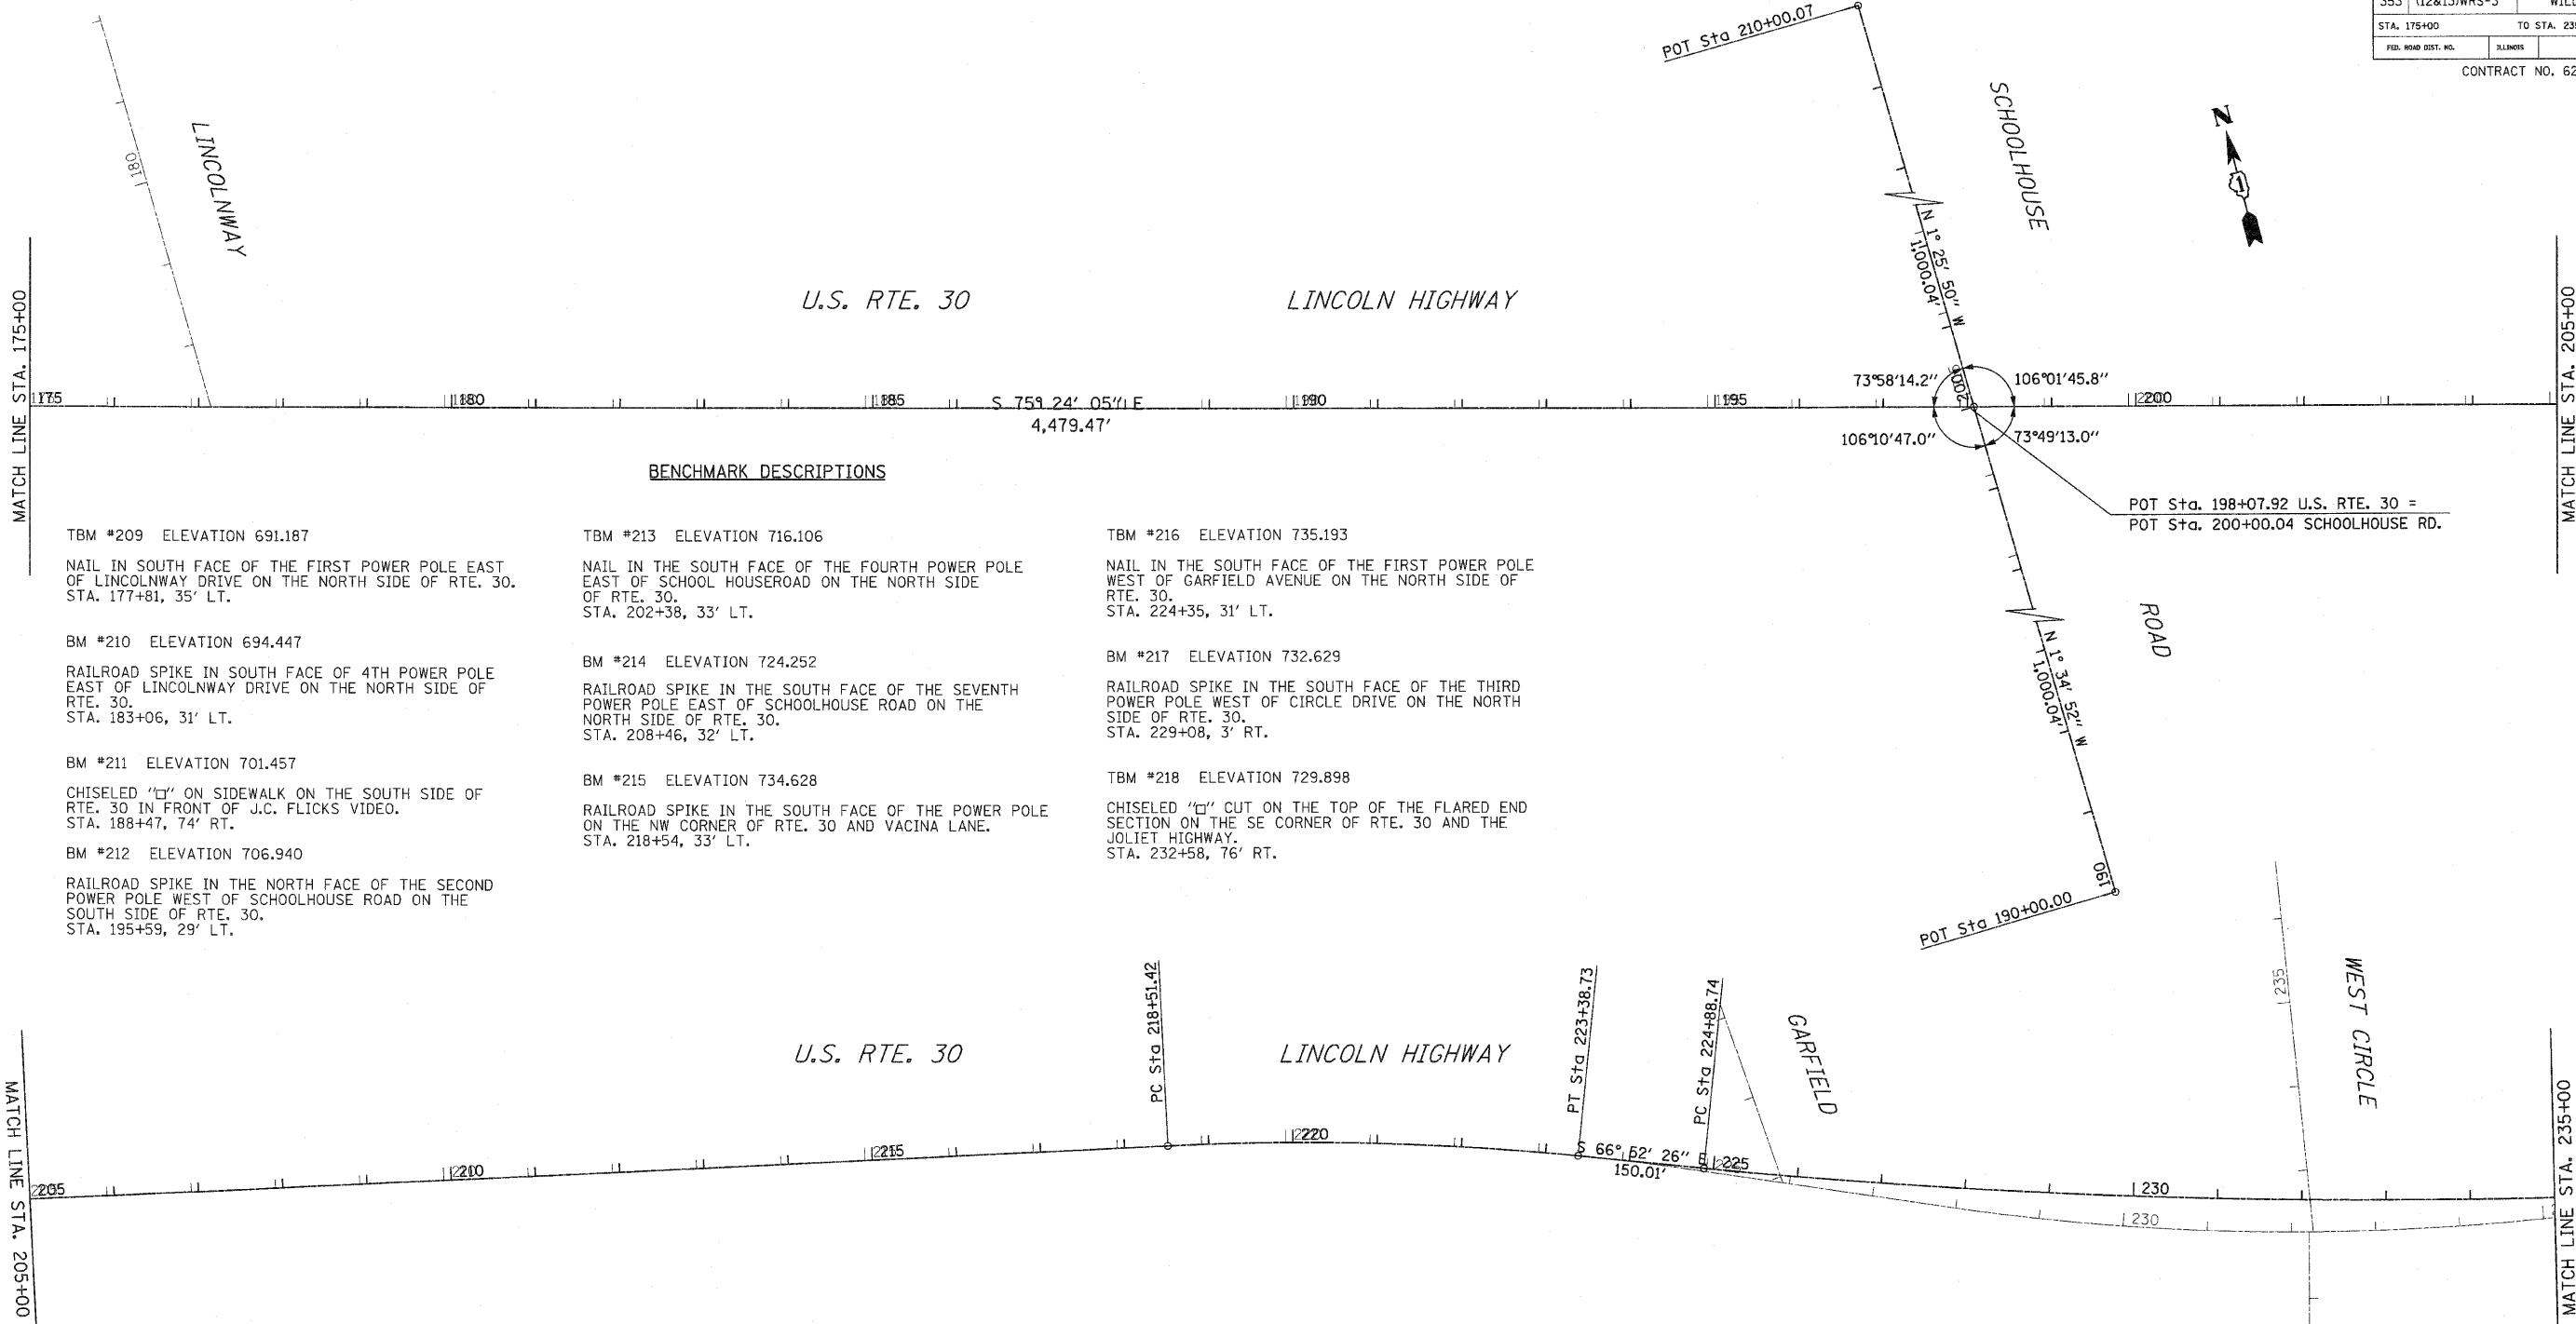 353 (12&13)WRS-3
STA. 175+00 TO STA.
FED. ROAD DIST. NO. ILLINOIS
CONTRACT NO. 62
POT Sta 210+00.07
SCHOOLHOUSE
N
1
LINCOLNWAY
180
N 1° 25' 50" W
1,000.04'
U.S. RTE. 30 LINCOLN HIGHWAY
MATCH LINE STA. 175+00
MATCH LINE STA. 205+00
73°58'14.2" 106°01'45.8"
175 180 185 190 195 200
200
S 75° 24' 05" E
4,479.47'
106°10'47.0" 73°49'13.0"
POT Sta. 198+07.92 U.S. RTE. 30 =
POT Sta. 200+00.04 SCHOOLHOUSE RD.
BENCHMARK DESCRIPTIONS
TBM #209 ELEVATION 691.187
NAIL IN SOUTH FACE OF THE FIRST POWER POLE EAST
OF LINCOLNWAY DRIVE ON THE NORTH SIDE OF RTE. 30.
STA. 177+81, 35' LT.
BM #210 ELEVATION 694.447
RAILROAD SPIKE IN SOUTH FACE OF 4TH POWER POLE
EAST OF LINCOLNWAY DRIVE ON THE NORTH SIDE OF
RTE. 30.
STA. 183+06, 31' LT.
BM #211 ELEVATION 701.457
CHISELED "□" ON SIDEWALK ON THE SOUTH SIDE OF
RTE. 30 IN FRONT OF J.C. FLICKS VIDEO.
STA. 188+47, 74' RT.
BM #212 ELEVATION 706.940
RAILROAD SPIKE IN THE NORTH FACE OF THE SECOND
POWER POLE WEST OF SCHOOLHOUSE ROAD ON THE
SOUTH SIDE OF RTE. 30.
STA. 195+59, 29' LT.
TBM #213 ELEVATION 716.106
NAIL IN THE SOUTH FACE OF THE FOURTH POWER POLE
EAST OF SCHOOL HOUSEROAD ON THE NORTH SIDE
OF RTE. 30.
STA. 202+38, 33' LT.
BM #214 ELEVATION 724.252
RAILROAD SPIKE IN THE SOUTH FACE OF THE SEVENTH
POWER POLE EAST OF SCHOOLHOUSE ROAD ON THE
NORTH SIDE OF RTE. 30.
STA. 208+46, 32' LT.
BM #215 ELEVATION 734.628
RAILROAD SPIKE IN THE SOUTH FACE OF THE POWER POLE
ON THE NW CORNER OF RTE. 30 AND VACINA LANE.
STA. 218+54, 33' LT.
TBM #216 ELEVATION 735.193
NAIL IN THE SOUTH FACE OF THE FIRST POWER POLE
WEST OF GARFIELD AVENUE ON THE NORTH SIDE OF
RTE. 30.
STA. 224+35, 31' LT.
BM #217 ELEVATION 732.629
RAILROAD SPIKE IN THE SOUTH FACE OF THE THIRD
POWER POLE WEST OF CIRCLE DRIVE ON THE NORTH
SIDE OF RTE. 30.
STA. 229+08, 3' RT.
TBM #218 ELEVATION 729.898
CHISELED "□" CUT ON THE TOP OF THE FLARED END
SECTION ON THE SE CORNER OF RTE. 30 AND THE
JOLIET HIGHWAY.
STA. 232+58, 76' RT.
ROAD
N 1° 34' 52" W
1,000.04'
190
POT Sta 190+00.00
PC Sta 218+51.42
PT Sta 223+38.73
PC Sta 224+88.74
GARFIELD
235
WEST CIRCLE
U.S. RTE. 30 LINCOLN HIGHWAY
MATCH LINE STA. 205+00
MATCH LINE STA. 235+00
205 210 215 220 225 230
S 66° 52' 26" E
150.01'
230